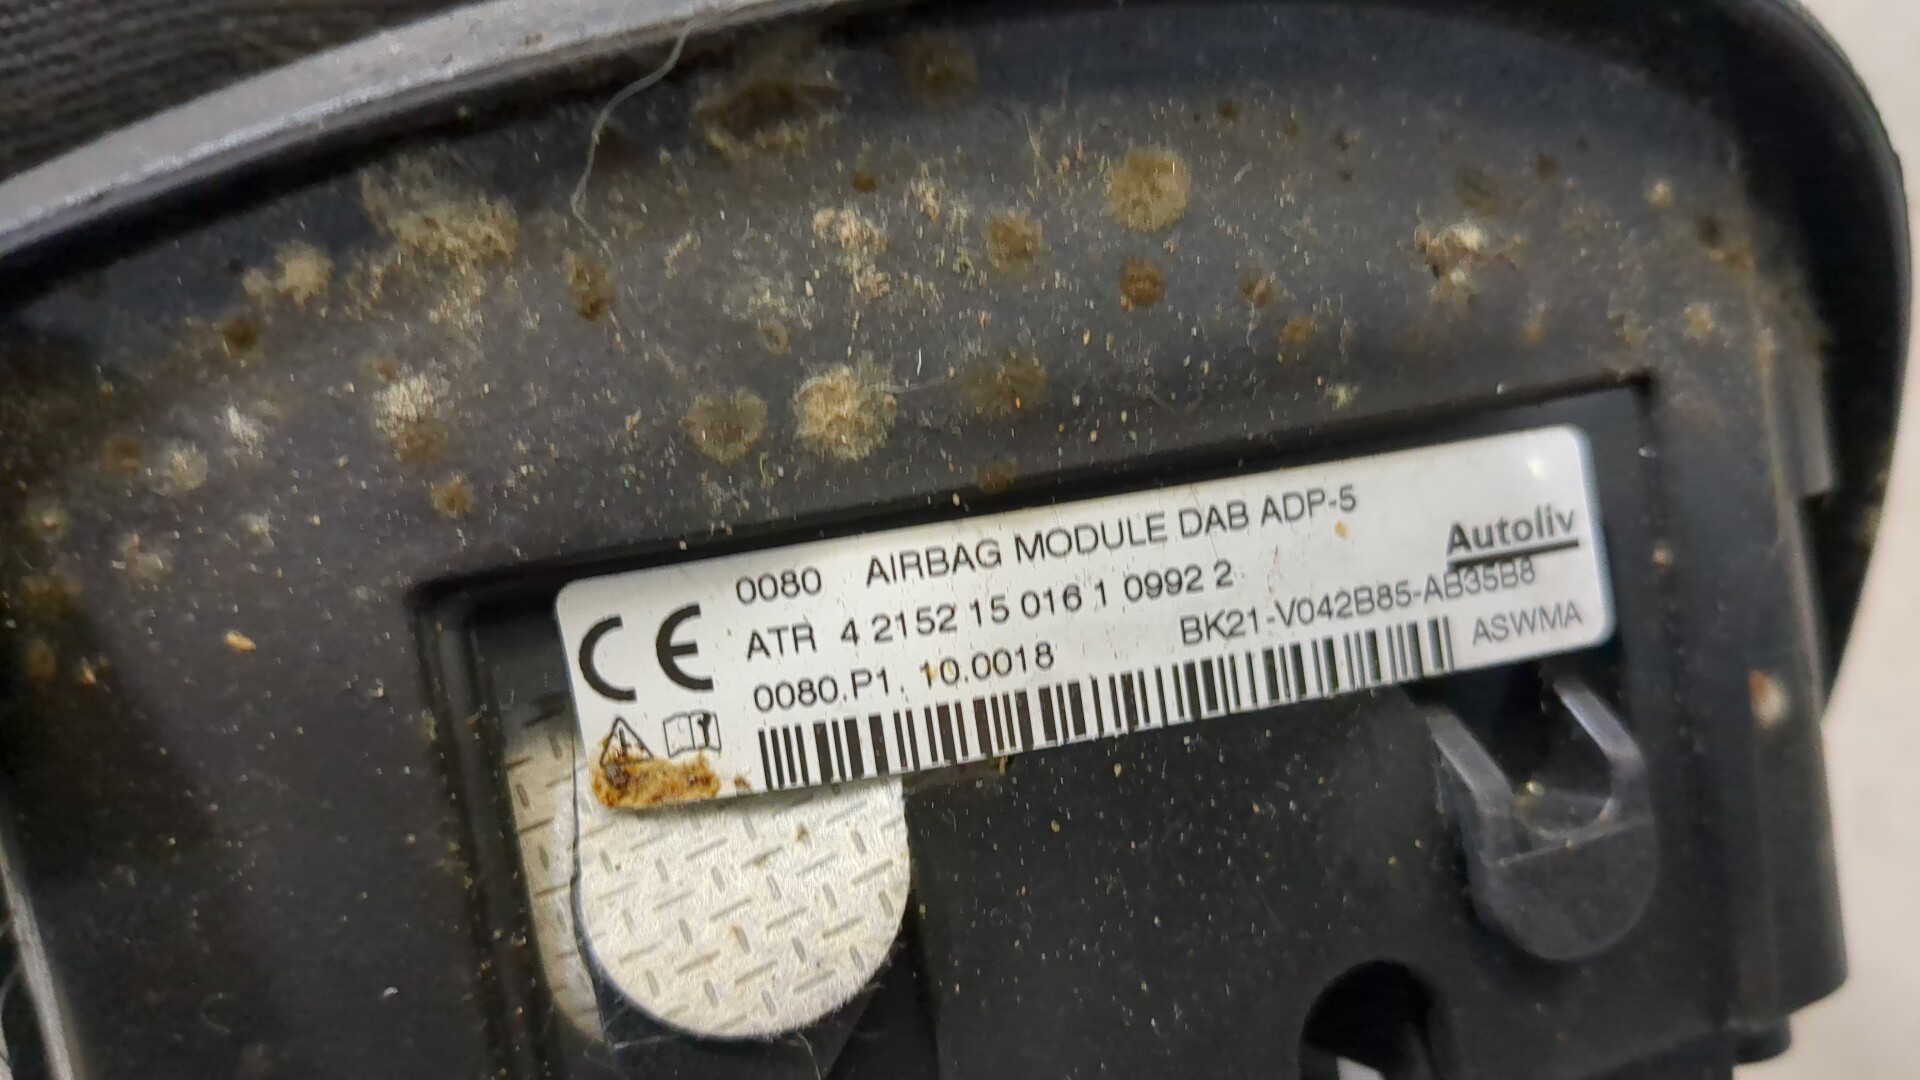 0080 AIRBAG MODULE DAB ADP-5
Autoliv
CE
ATR 4 2152 15 016 1 0992 2
BK21-V042B85-AB35B8
0080.P1. 10.0018
ASWMA